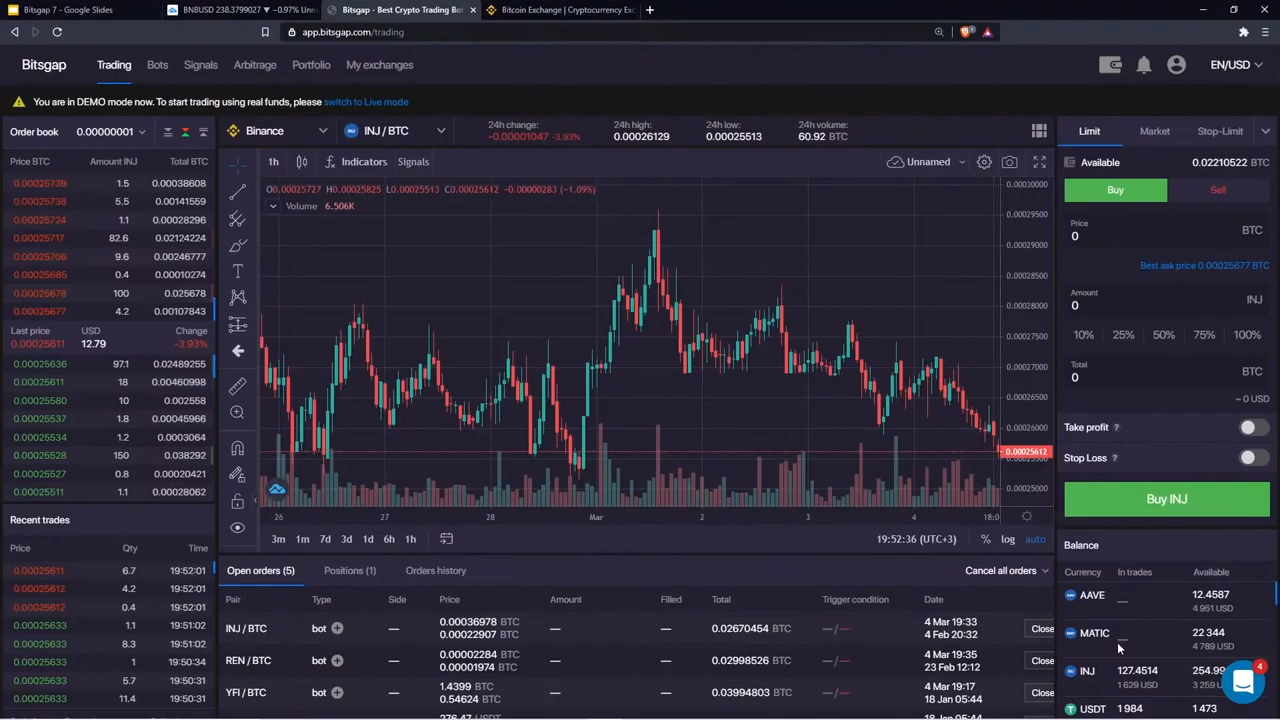 Bitsgap 7 - Google Slides
BNBUSD 238.3799027 ▼ −0.97% Unna
Bitsgap - Best Crypto Trading Bo
Bitcoin Exchange | Cryptocurrency Exc
app.bitsgap.com/trading
Bitsgap Trading Bots Signals Arbitrage Portfolio My exchanges EN/USD
You are in DEMO mode now. To start trading using real funds, please switch to Live mode
Order book 0.00000001
Price BTC Amount INJ Total BTC
0.00025739 1.5 0.00038608
0.00025738 5.5 0.00141559
0.00025724 1.1 0.00028296
0.00025717 82.6 0.02124224
0.00025706 9.6 0.00246777
0.00025685 0.4 0.00010274
0.00025678 100 0.025678
0.00025677 4.2 0.00107843
Last price USD Change
0.00025611 12.79 -3.93%
0.00025636 97.1 0.02489255
0.00025611 18 0.00460998
0.00025580 10 0.002558
0.00025537 1.8 0.00045966
0.00025534 1.2 0.0003064
0.00025528 150 0.038292
0.00025527 0.8 0.00020421
0.00025511 1.1 0.00028062
Recent trades
Price Qty Time
0.00025611 6.7 19:52:01
0.00025612 4.2 19:52:01
0.00025612 0.4 19:52:01
0.00025633 1.1 19:51:02
0.00025633 8.3 19:51:02
0.00025634 1 19:50:34
0.00025633 5.7 19:50:31
0.00025633 11.4 19:50:31
Binance INJ / BTC
24h change:
-0.00001047 -3.93%
24h high:
0.00026129
24h low:
0.00025513
24h volume:
60.92 BTC
1h Indicators Signals Unnamed
O0.00025727 H0.00025825 L0.00025513 C0.00025612 −0.00000283 (−1.09%)
Volume 6.506K
0.00030000
0.00029500
0.00029000
0.00028500
0.00028000
0.00027500
0.00027000
0.00026500
0.00026000
0.00025612
0.00025000
26 27 28 Mar 2 3 4 18:0
3m 1m 7d 3d 1d 6h 1h 19:52:36 (UTC+3) % log auto
Open orders (5) Positions (1) Orders history Cancel all orders
Pair Type Side Price Amount Filled Total Trigger condition Date
INJ / BTC bot — 0.00036978 BTC — — 0.02670454 — / — 4 Mar 19:33 Close
0.00022907 BTC 4 Feb 20:32
REN / BTC bot — 0.00002284 BTC — — 0.02998526 — / — 4 Mar 19:35 Close
0.00001974 BTC 23 Feb 12:12
YFI / BTC bot — 1.4399 BTC — — 0.03994803 — / — 4 Mar 19:17 Close
0.54624 BTC 18 Jan 05:44
276.47 USDT
Limit Market Stop-Limit
Available 0.02210522
Buy Sell
Price
0 BTC
Best ask price 0.00025677 BTC
Amount
0 INJ
10% 25% 50% 75% 100%
Total
0 BTC
~ 0 USD
Take profit ?
Stop Loss ?
Buy INJ
Balance
Currency In trades Available
AAVE — 12.4587
4 951 USD
MATIC — 22 344
4 789 USD
INJ 127.4514 254.99
1 629 USD 3 259
USDT 1 984 1 473
4